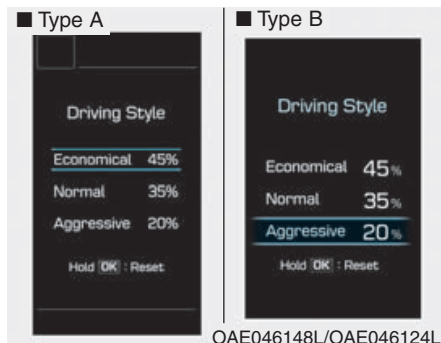 ■ Type A
Driving Style
Economical 45%
Normal 35%
Aggressive 20%
Hold OK : Reset
■ Type B
Driving Style
Economical 45%
Normal 35%
Aggressive 20%
Hold OK : Reset
OAE046148L/OAE046124L